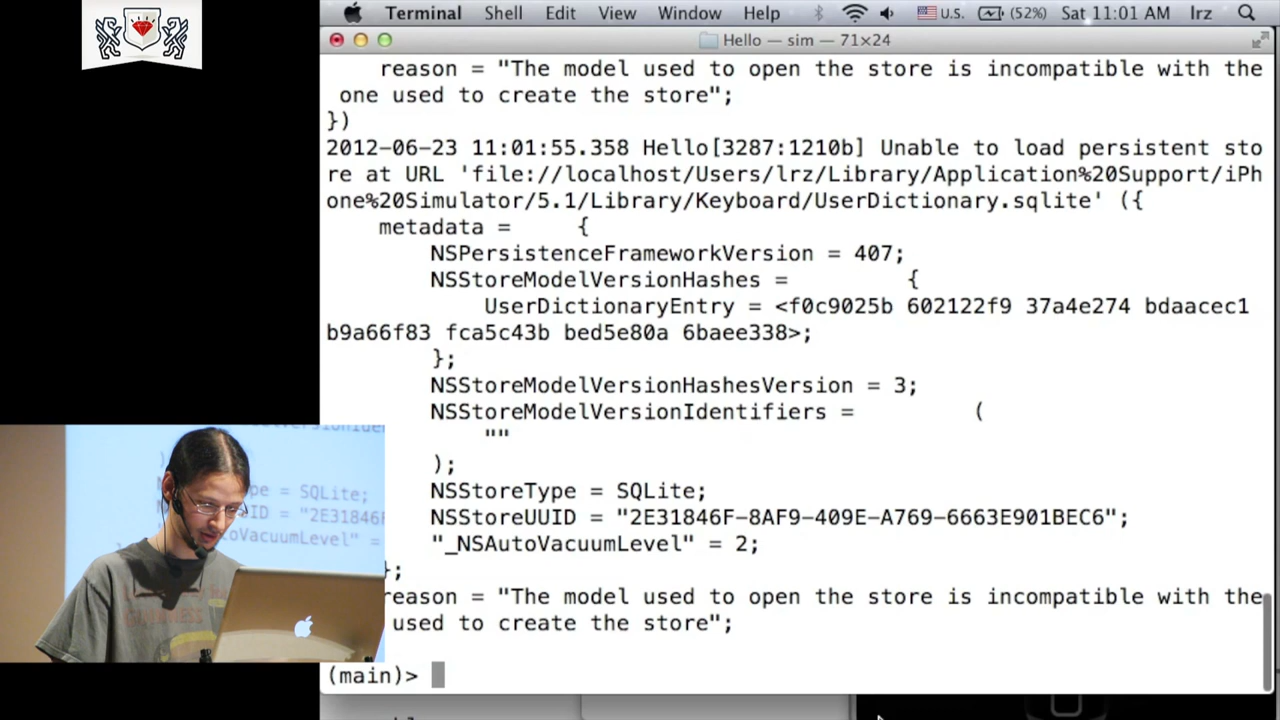 Terminal Shell Edit View Window Help U.S. (52%) Sat 11:01 AM lrz
Hello — sim — 71×24
reason = "The model used to open the store is incompatible with the
one used to create the store";
})
2012-06-23 11:01:55.358 Hello[3287:1210b] Unable to load persistent sto
re at URL 'file://localhost/Users/lrz/Library/Application%20Support/iPh
one%20Simulator/5.1/Library/Keyboard/UserDictionary.sqlite' ({
metadata = {
NSPersistenceFrameworkVersion = 407;
NSStoreModelVersionHashes = {
UserDictionaryEntry = <f0c9025b 602122f9 37a4e274 bdaacec1
b9a66f83 fca5c43b bed5e80a 6baee338>;
};
NSStoreModelVersionHashesVersion = 3;
NSStoreModelVersionIdentifiers = (
""
);
NSStoreType = SQLite;
NSStoreUUID = "2E31846F-8AF9-409E-A769-6663E901BEC6";
"_NSAutoVacuumLevel" = 2;
};
reason = "The model used to open the store is incompatible with the
used to create the store";
(main)>
pe = SQLite;
ID = "2E31846F
toVacuumLevel" =